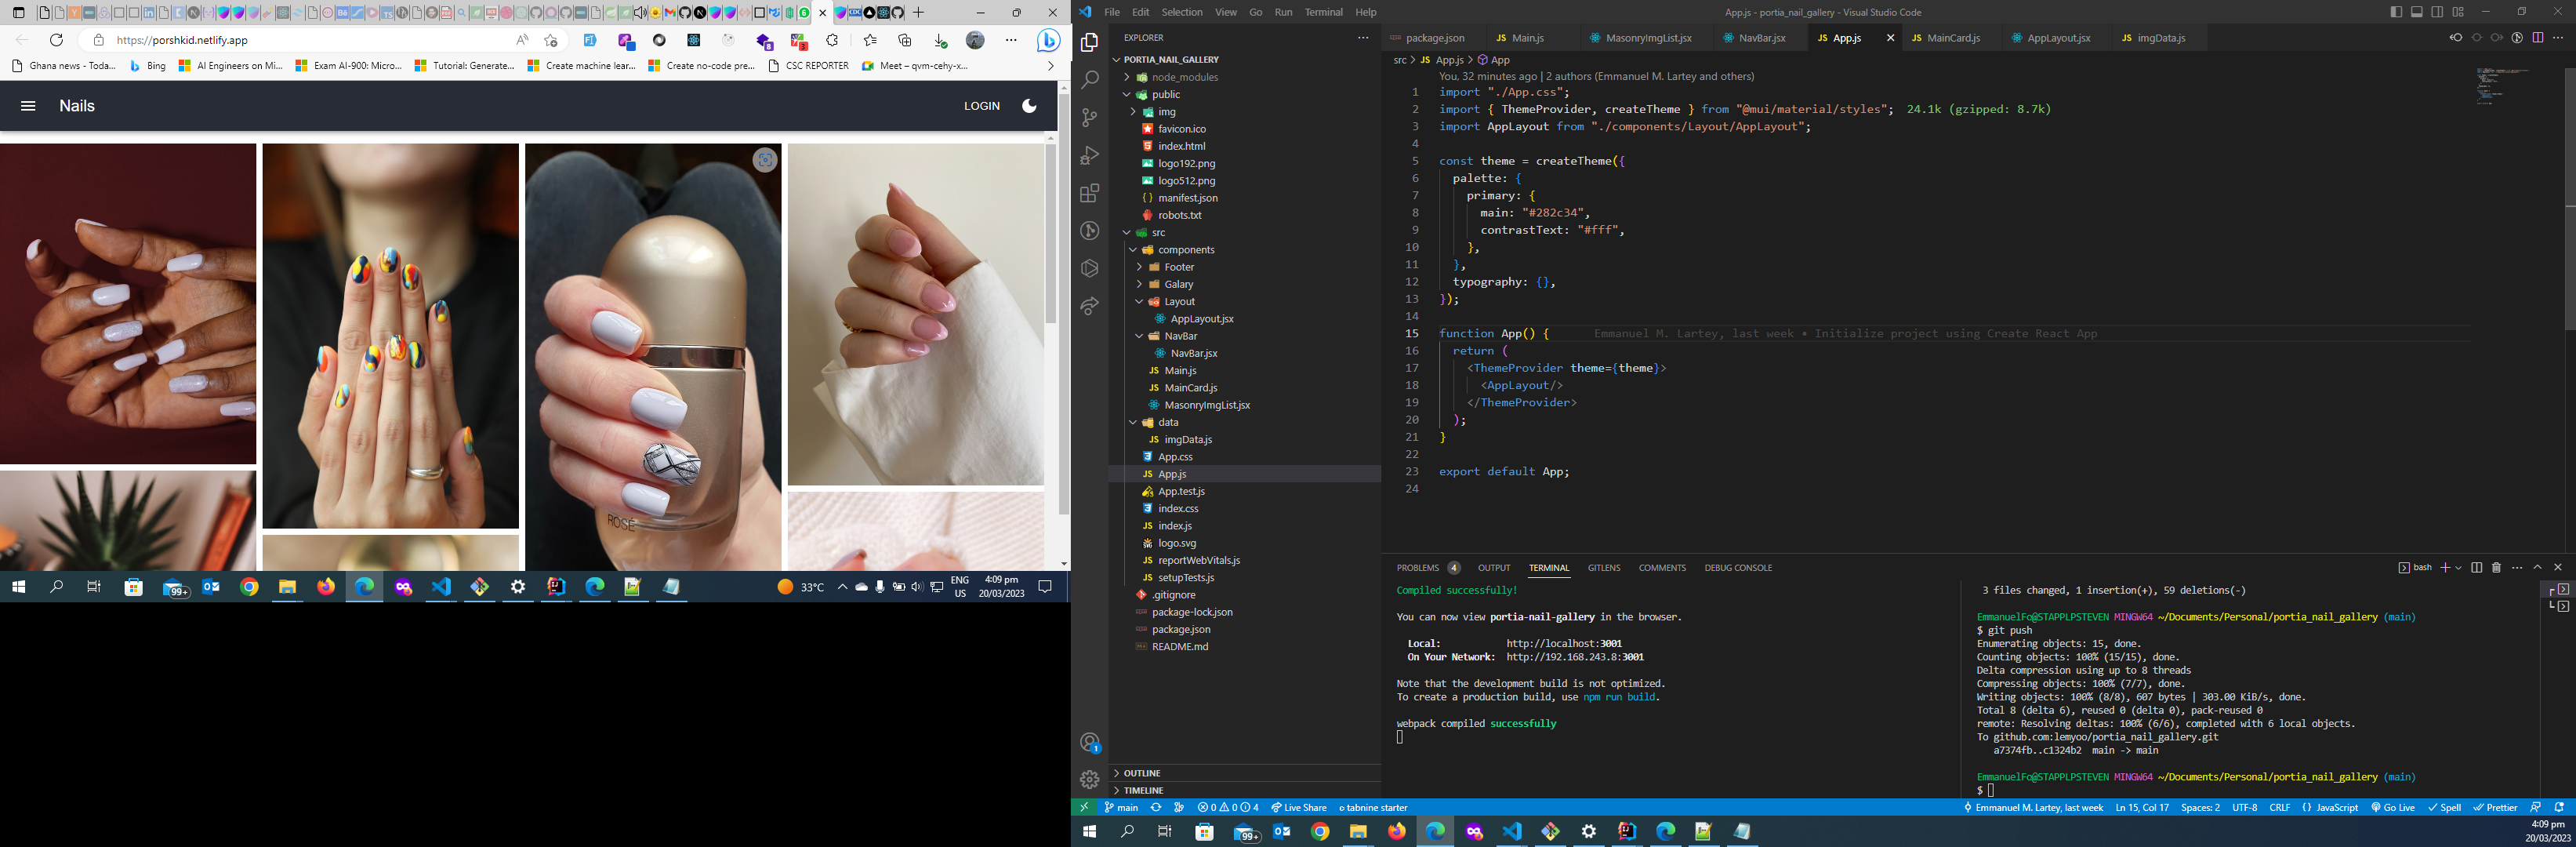 https://porshkid.netlify.app
Ghana news - Toda...
Bing
AI Engineers on Mi...
Exam AI-900: Micro...
Tutorial: Generate...
Create machine lear...
Create no-code pre...
CSC REPORTER
Meet – qvm-cehy-x...
Nails
LOGIN
ROSÉ
99+
33°C
ENG
US
4:09 pm
20/03/2023
File Edit Selection View Go Run Terminal Help
App.js - portia_nail_gallery - Visual Studio Code
EXPLORER
PORTIA_NAIL_GALLERY
node_modules
public
img
favicon.ico
index.html
logo192.png
logo512.png
manifest.json
robots.txt
src
components
Footer
Galary
Layout
AppLayout.jsx
NavBar
NavBar.jsx
Main.js
MainCard.js
MasonryImgList.jsx
data
imgData.js
App.css
App.js
App.test.js
index.css
index.js
logo.svg
reportWebVitals.js
setupTests.js
.gitignore
package-lock.json
package.json
README.md
OUTLINE
TIMELINE
package.json Main.js MasonryImgList.jsx NavBar.jsx App.js MainCard.js AppLayout.jsx imgData.js
src > App.js > App
You, 32 minutes ago | 2 authors (Emmanuel M. Lartey and others)
1 import "./App.css";
2 import { ThemeProvider, createTheme } from "@mui/material/styles"; 24.1k (gzipped: 8.7k)
3 import AppLayout from "./components/Layout/AppLayout";
4
5 const theme = createTheme({
6 palette: {
7 primary: {
8 main: "#282c34",
9 contrastText: "#fff",
10 },
11 },
12 typography: {},
13 });
14
15 function App() { Emmanuel M. Lartey, last week • Initialize project using Create React App
16 return (
17 <ThemeProvider theme={theme}>
18 <AppLayout/>
19 </ThemeProvider>
20 );
21 }
22
23 export default App;
24
PROBLEMS 4 OUTPUT TERMINAL GITLENS COMMENTS DEBUG CONSOLE
bash
Compiled successfully!
You can now view portia-nail-gallery in the browser.
Local: http://localhost:3001
On Your Network: http://192.168.243.8:3001
Note that the development build is not optimized.
To create a production build, use npm run build.
webpack compiled successfully
3 files changed, 1 insertion(+), 59 deletions(-)
EmmanuelFo@STAPPLPSTEVEN MINGW64 ~/Documents/Personal/portia_nail_gallery (main)
$ git push
Enumerating objects: 15, done.
Counting objects: 100% (15/15), done.
Delta compression using up to 8 threads
Compressing objects: 100% (7/7), done.
Writing objects: 100% (8/8), 607 bytes | 303.00 KiB/s, done.
Total 8 (delta 6), reused 0 (delta 0), pack-reused 0
remote: Resolving deltas: 100% (6/6), completed with 6 local objects.
To github.com:lemyoo/portia_nail_gallery.git
a7374fb..c1324b2 main -> main
EmmanuelFo@STAPPLPSTEVEN MINGW64 ~/Documents/Personal/portia_nail_gallery (main)
$
main 0 0 4 Live Share tabnine starter
Emmanuel M. Lartey, last week Ln 15, Col 17 Spaces: 2 UTF-8 CRLF {} JavaScript Go Live Spell Prettier
99+
4:09 pm
20/03/2023